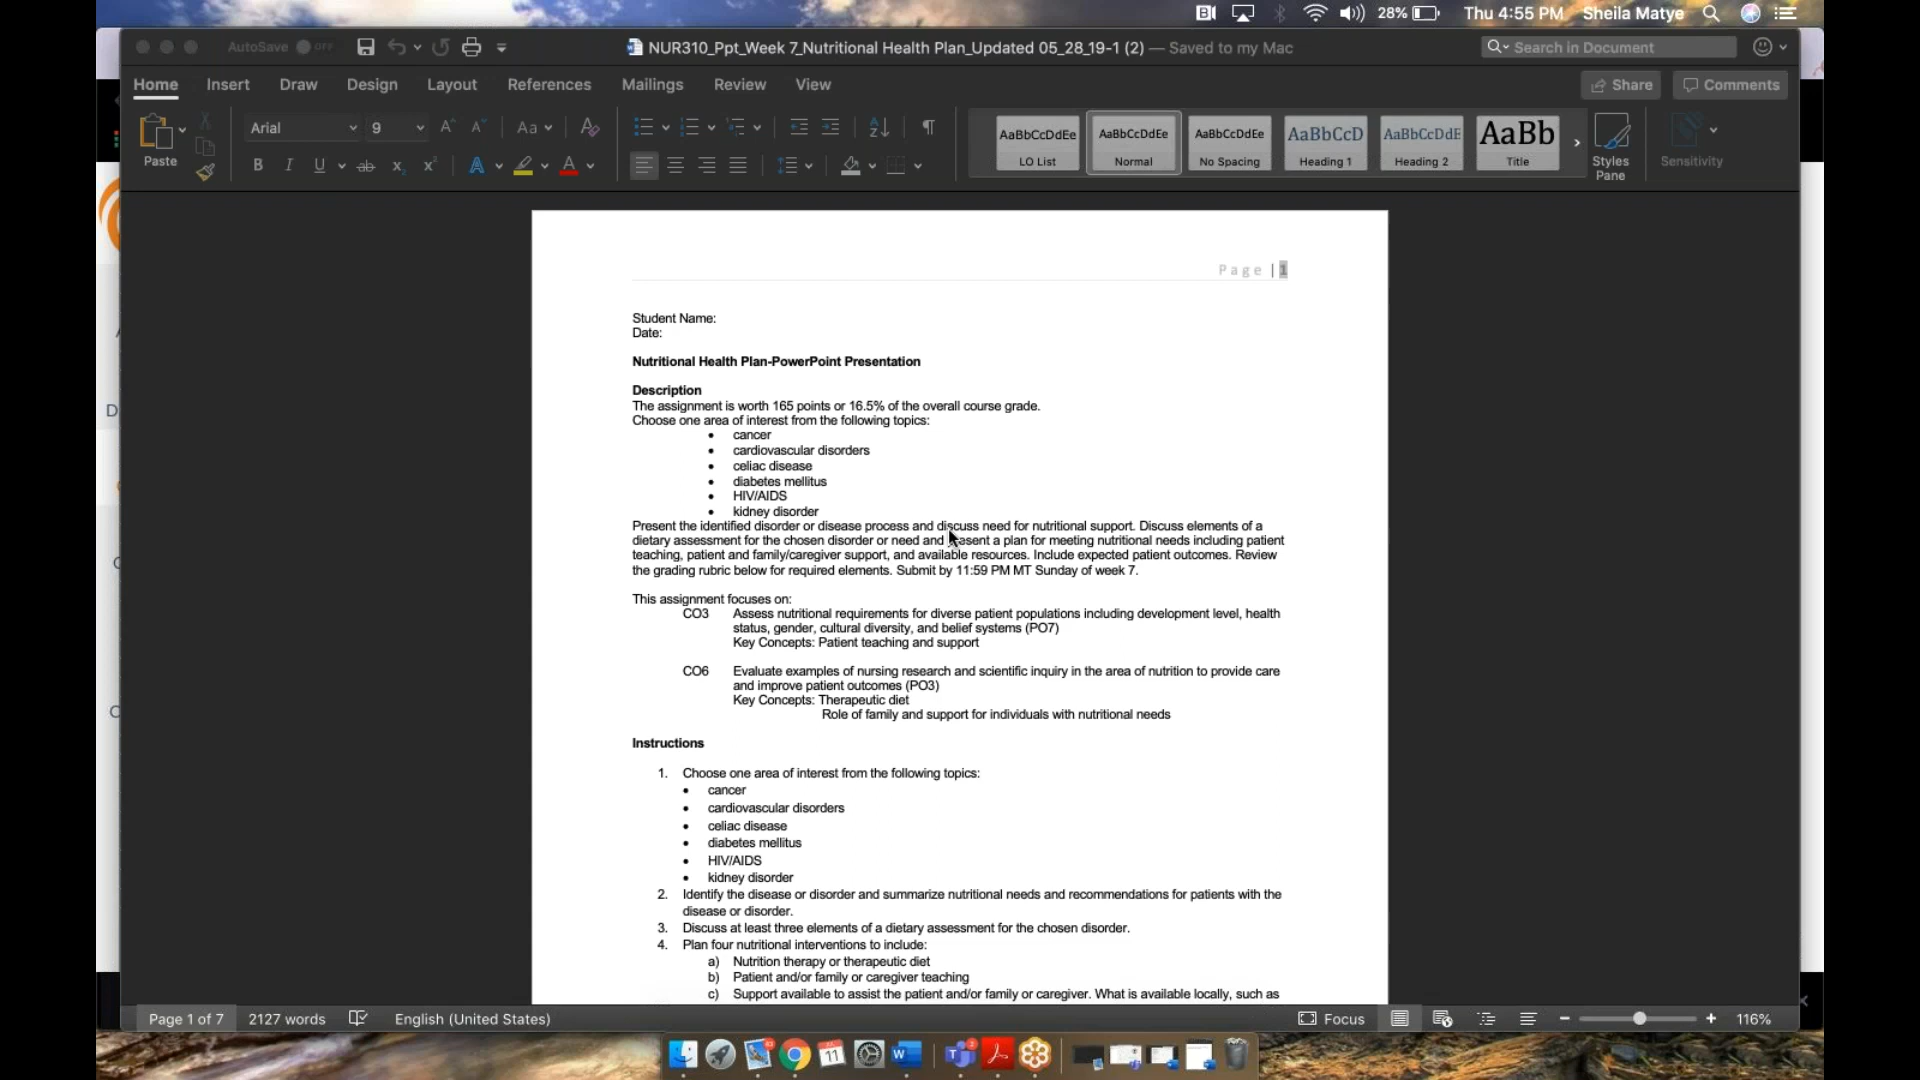 28% Thu 4:55 PM Sheila Matye
AutoSave OFF NUR310_Ppt_Week 7_Nutritional Health Plan_Updated 05_28_19-1 (2) — Saved to my Mac Search in Document
Home Insert Draw Design Layout References Mailings Review View Share Comments
Paste
Arial 9
AaBbCcDdEe AaBbCcDdEe AaBbCcDdEe AaBbCcD AaBbCcDdE AaBb
LO List Normal No Spacing Heading 1 Heading 2 Title
Styles Pane
Sensitivity
Page | 1
Student Name:
Date:
Nutritional Health Plan-PowerPoint Presentation
Description
The assignment is worth 165 points or 16.5% of the overall course grade.
Choose one area of interest from the following topics:
• cancer
• cardiovascular disorders
• celiac disease
• diabetes mellitus
• HIV/AIDS
• kidney disorder
Present the identified disorder or disease process and discuss need for nutritional support. Discuss elements of a
dietary assessment for the chosen disorder or need and present a plan for meeting nutritional needs including patient
teaching, patient and family/caregiver support, and available resources. Include expected patient outcomes. Review
the grading rubric below for required elements. Submit by 11:59 PM MT Sunday of week 7.
This assignment focuses on:
CO3 Assess nutritional requirements for diverse patient populations including development level, health
status, gender, cultural diversity, and belief systems (PO7)
Key Concepts: Patient teaching and support
CO6 Evaluate examples of nursing research and scientific inquiry in the area of nutrition to provide care
and improve patient outcomes (PO3)
Key Concepts: Therapeutic diet
Role of family and support for individuals with nutritional needs
Instructions
1. Choose one area of interest from the following topics:
• cancer
• cardiovascular disorders
• celiac disease
• diabetes mellitus
• HIV/AIDS
• kidney disorder
2. Identify the disease or disorder and summarize nutritional needs and recommendations for patients with the
disease or disorder.
3. Discuss at least three elements of a dietary assessment for the chosen disorder.
4. Plan four nutritional interventions to include:
a) Nutrition therapy or therapeutic diet
b) Patient and/or family or caregiver teaching
c) Support available to assist the patient and/or family or caregiver. What is available locally, such as
Page 1 of 7 2127 words English (United States) Focus 116%